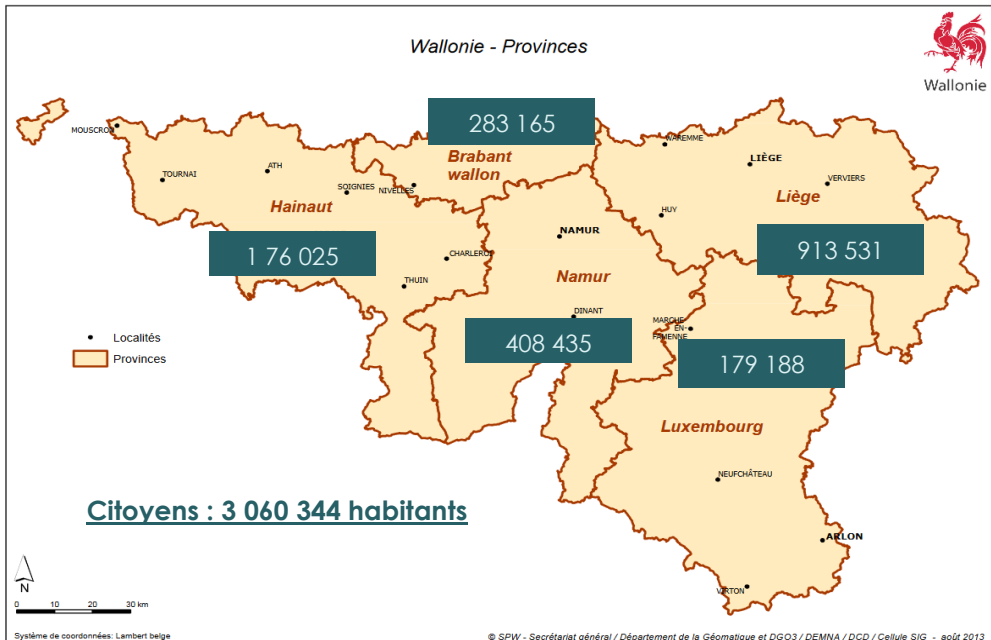 Wallonie - Provinces
Wallonie
283 165
MOUSCRON
WAREMME
Brabant
wallon
LIÈGE
ATH
TOURNAI
SOIGNIES
NIVELLES
VERVIERS
Liège
Hainaut
HUY
NAMUR
1 76 025
CHARLEROI
913 531
Namur
THUIN
DINANT
MARCHE
EN-
FAMENNE
Localités
408 435
Provinces
179 188
Luxembourg
NEUFCHÂTEAU
Citoyens : 3 060 344 habitants
ARLON
N
VIRTON
0 10 20 30 km
Système de coordonnées: Lambert belge
© SPW - Secrétariat général / Département de la Géomatique et DGO3 / DEMNA / DCD / Cellule SIG - août 2013